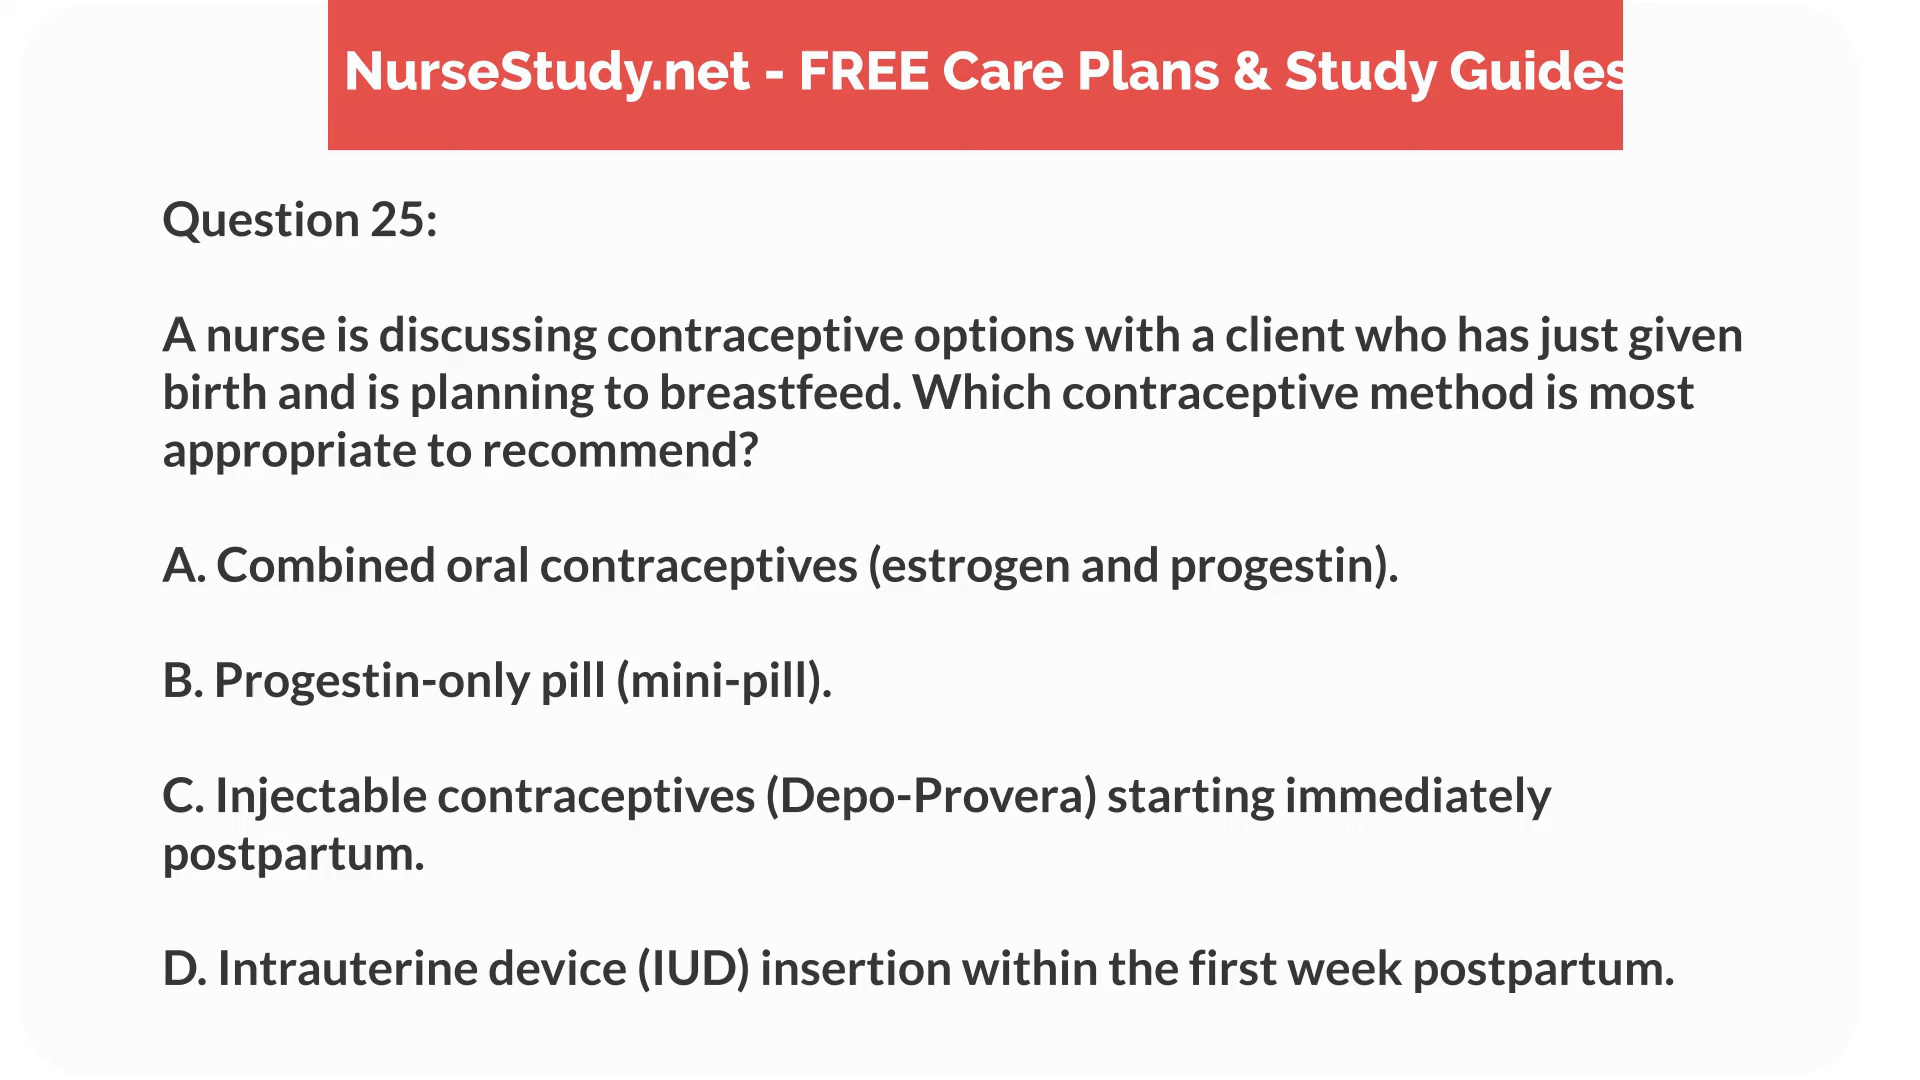 NurseStudy.net - FREE Care Plans & Study Guides
Question 25:
A nurse is discussing contraceptive options with a client who has just given
birth and is planning to breastfeed. Which contraceptive method is most
appropriate to recommend?
A. Combined oral contraceptives (estrogen and progestin).
B. Progestin-only pill (mini-pill).
C. Injectable contraceptives (Depo-Provera) starting immediately
postpartum.
D. Intrauterine device (IUD) insertion within the first week postpartum.